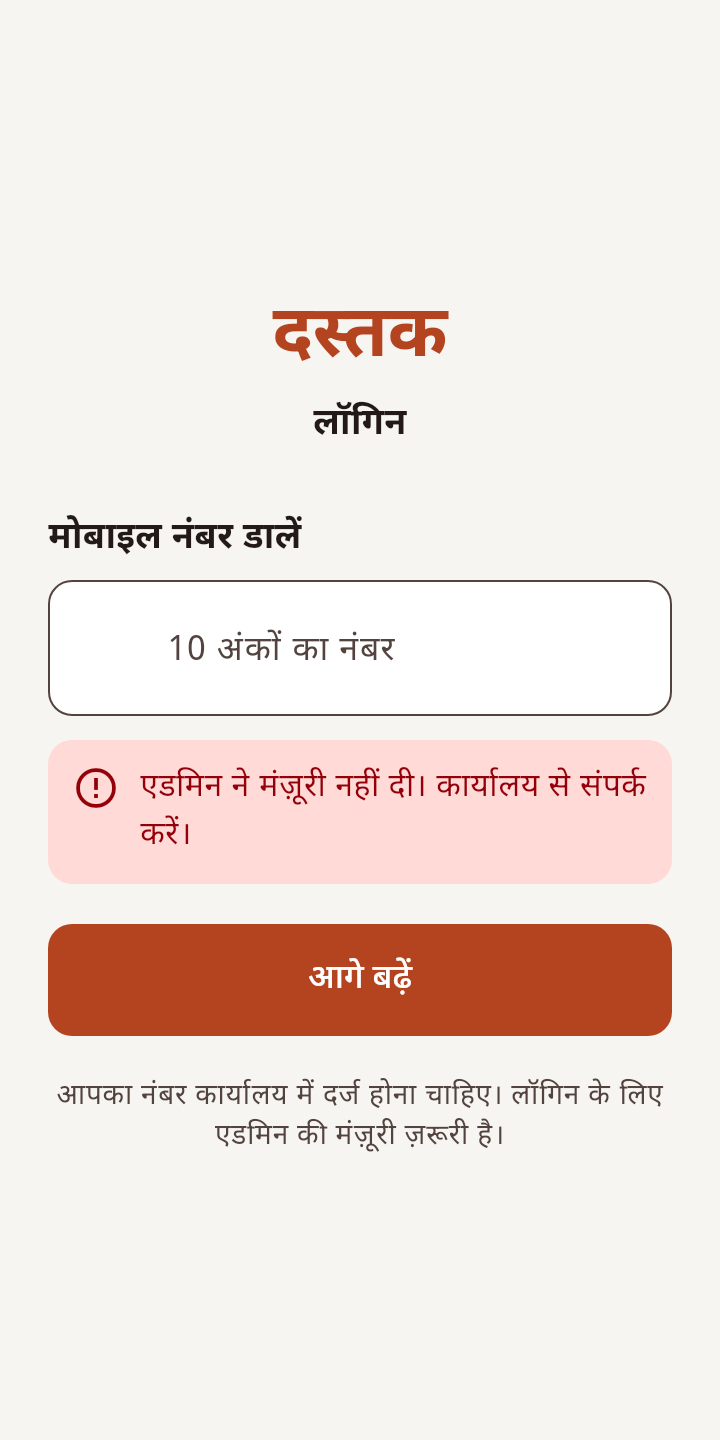 दस्तक
लॉगिन
मोबाइल नंबर डालें
10 अंकों का नंबर
एडमिन ने मंज़ूरी नहीं दी। कार्यालय से संपर्क
करें।
आगे बढ़ें
आपका नंबर कार्यालय में दर्ज होना चाहिए। लॉगिन के लिए
एडमिन की मंज़ूरी ज़रूरी है।